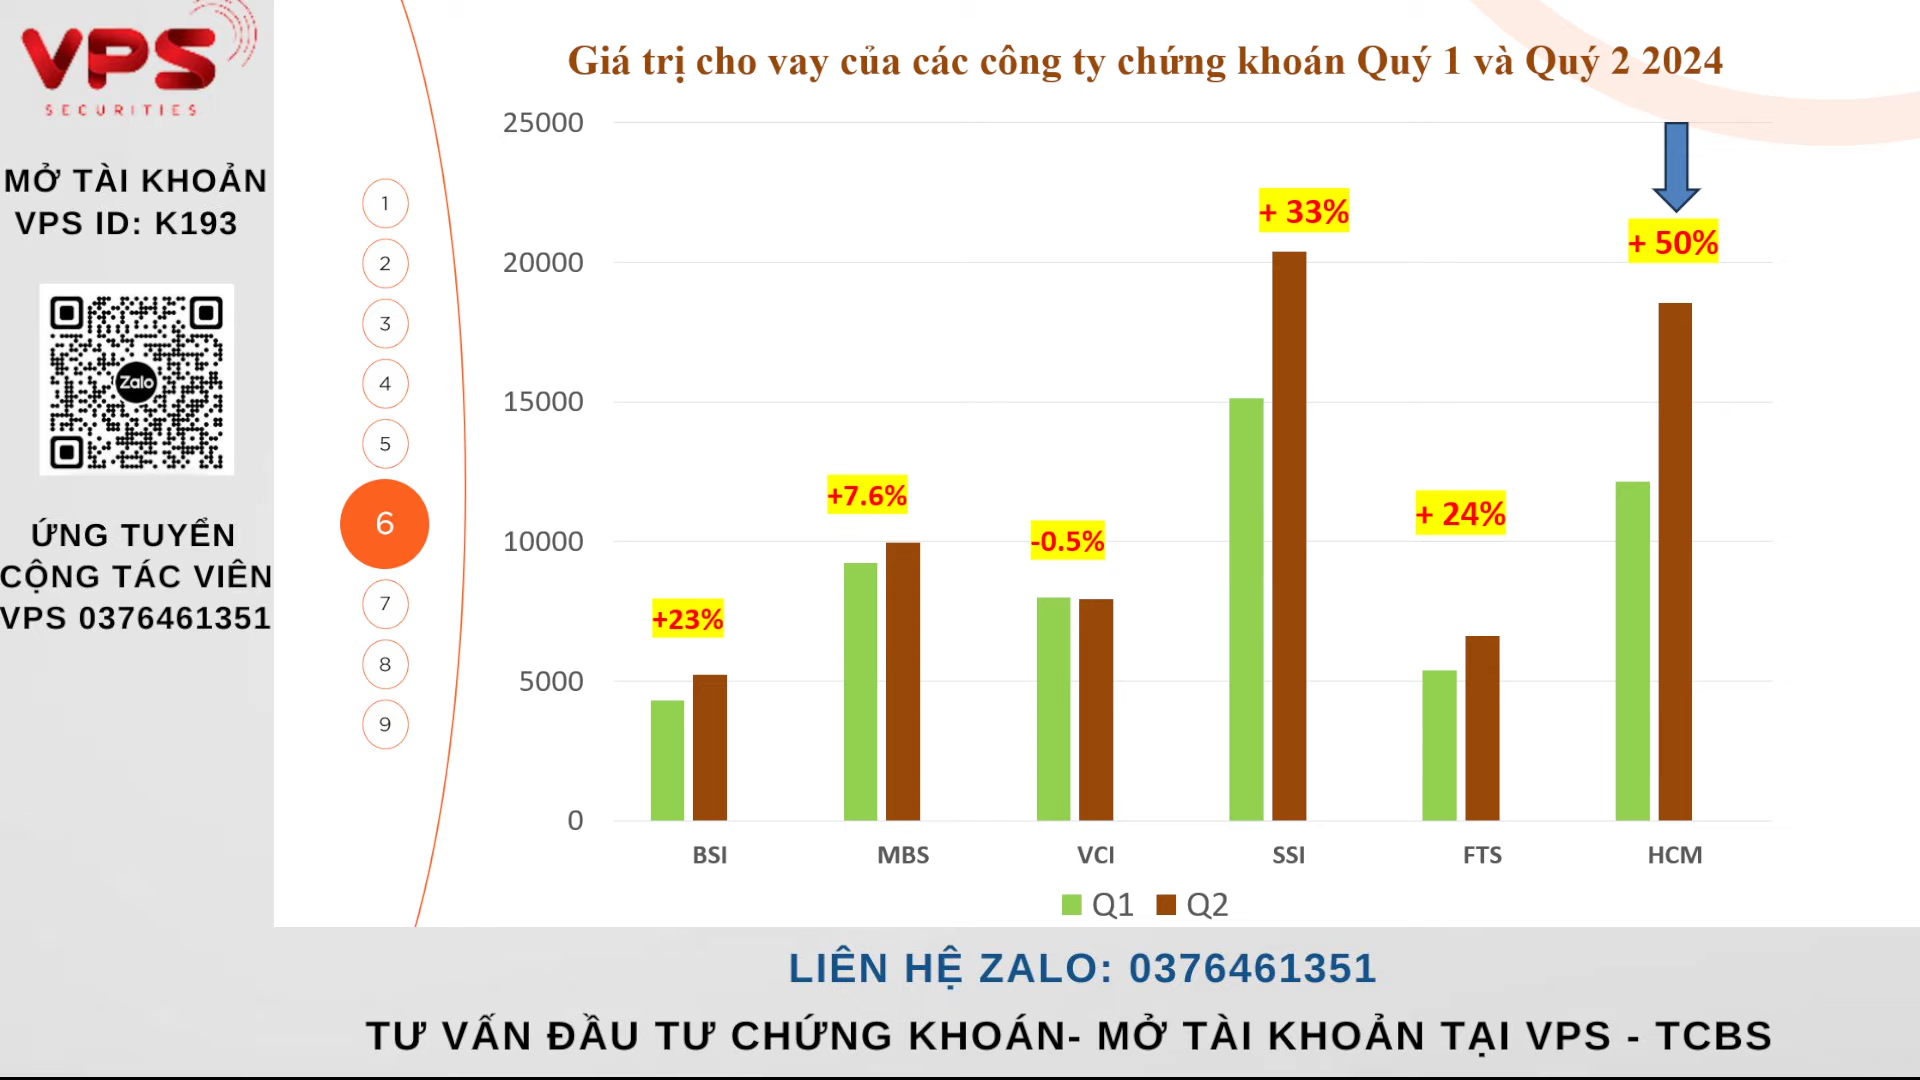 VPS
SECURITIES
MỞ TÀI KHOẢN
VPS ID: K193
Zalo
ỨNG TUYỂN
CỘNG TÁC VIÊN
VPS 0376461351
1
2
3
4
5
6
7
8
9
Giá trị cho vay của các công ty chứng khoán Quý 1 và Quý 2 2024
25000
20000
15000
10000
5000
0
+23%
+7.6%
-0.5%
+ 33%
+ 24%
+ 50%
BSI MBS VCI SSI FTS HCM
Q1 Q2
LIÊN HỆ ZALO: 0376461351
TƯ VẤN ĐẦU TƯ CHỨNG KHOÁN- MỞ TÀI KHOẢN TẠI VPS - TCBS